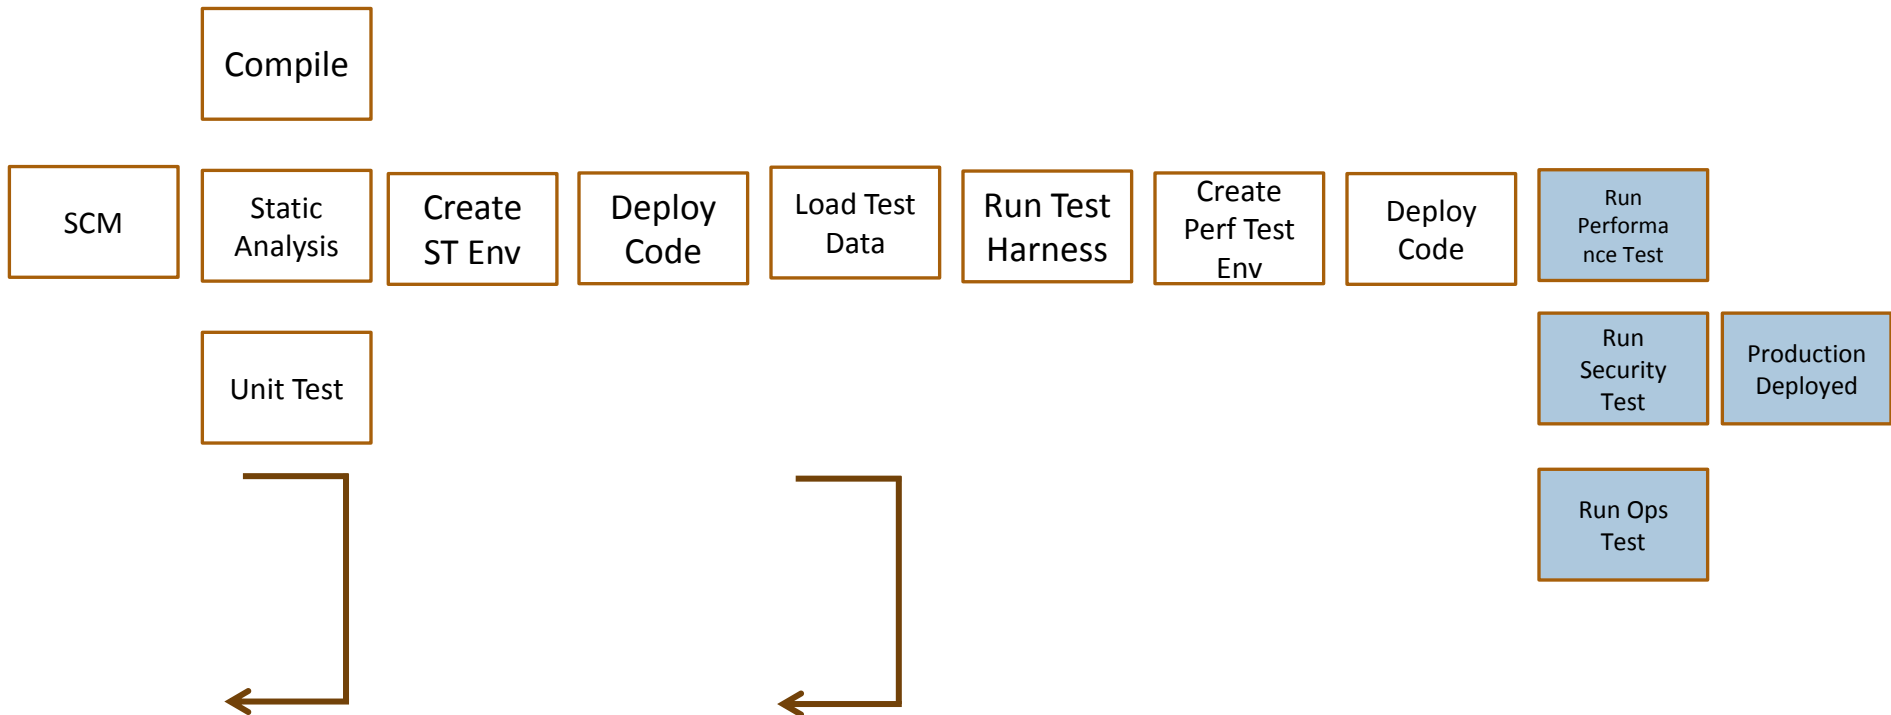 Compile
SCM
Static
Analysis
Create
ST Env
Deploy
Code
Load Test
Data
Run Test
Harness
Create
Perf Test
Env
Deploy
Code
Run
Performa
nce Test
Unit Test
Run
Security
Test
Production
Deployed
Run Ops
Test